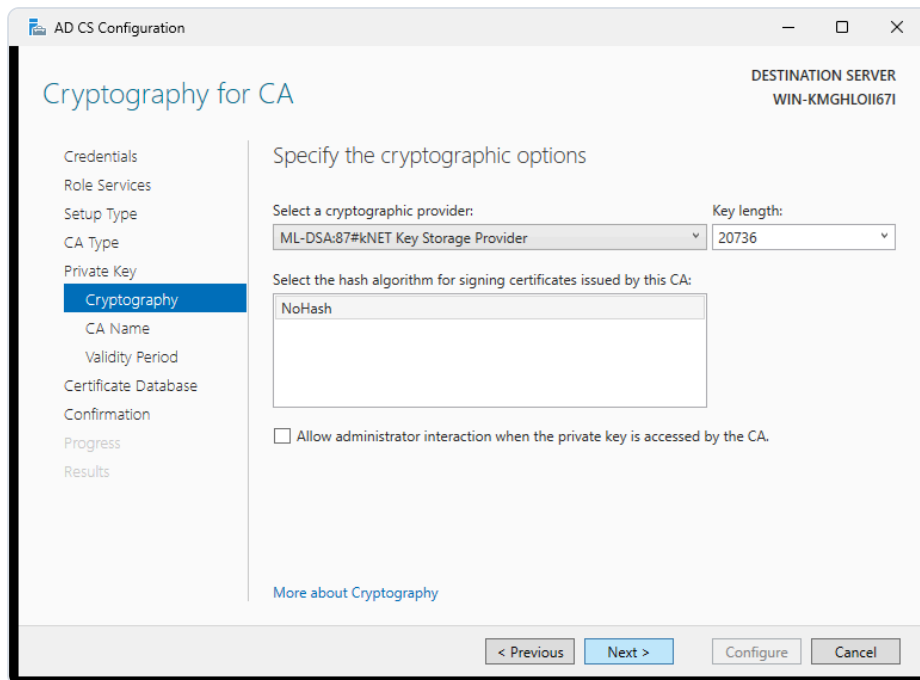 AD CS Configuration
Cryptography for CA
DESTINATION SERVER
WIN-KMGHLOII67I
Credentials
Role Services
Setup Type
CA Type
Private Key
Cryptography
CA Name
Validity Period
Certificate Database
Confirmation
Progress
Results
Specify the cryptographic options
Select a cryptographic provider:
Key length:
ML-DSA:87#kNET Key Storage Provider
20736
Select the hash algorithm for signing certificates issued by this CA:
NoHash
Allow administrator interaction when the private key is accessed by the CA.
More about Cryptography
< Previous
Next >
Configure
Cancel